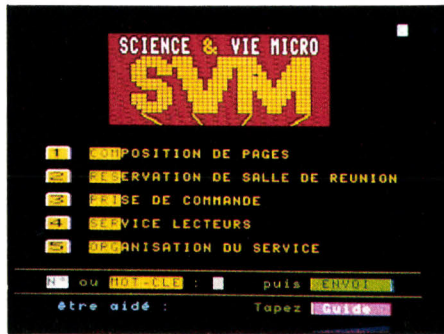 SCIENCE & VIE MICRO
SVM
1 COMPOSITION DE PAGES
2 RESERVATION DE SALLE DE REUNION
3 PRISE DE COMMANDE
4 SERVICE LECTEURS
5 ORGANISATION DU SERVICE
N° ou MOT-CLE : puis ENVOI
être aidé : Tapez Guide